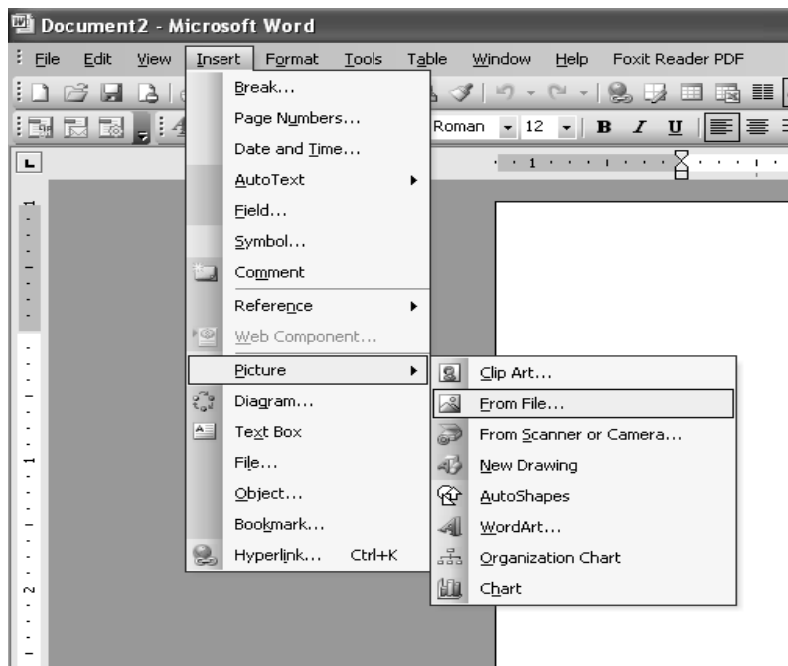 Document2 - Microsoft Word
File Edit View Insert Format Tools Table Window Help Foxit Reader PDF
Roman 12 B I U
Break...
Page Numbers...
Date and Time...
AutoText
Field...
Symbol...
Comment
Reference
Web Component...
Picture
Diagram...
Text Box
File...
Object...
Bookmark...
Hyperlink... Ctrl+K
Clip Art...
From File...
From Scanner or Camera...
New Drawing
AutoShapes
WordArt...
Organization Chart
Chart
L
1
1
1
2